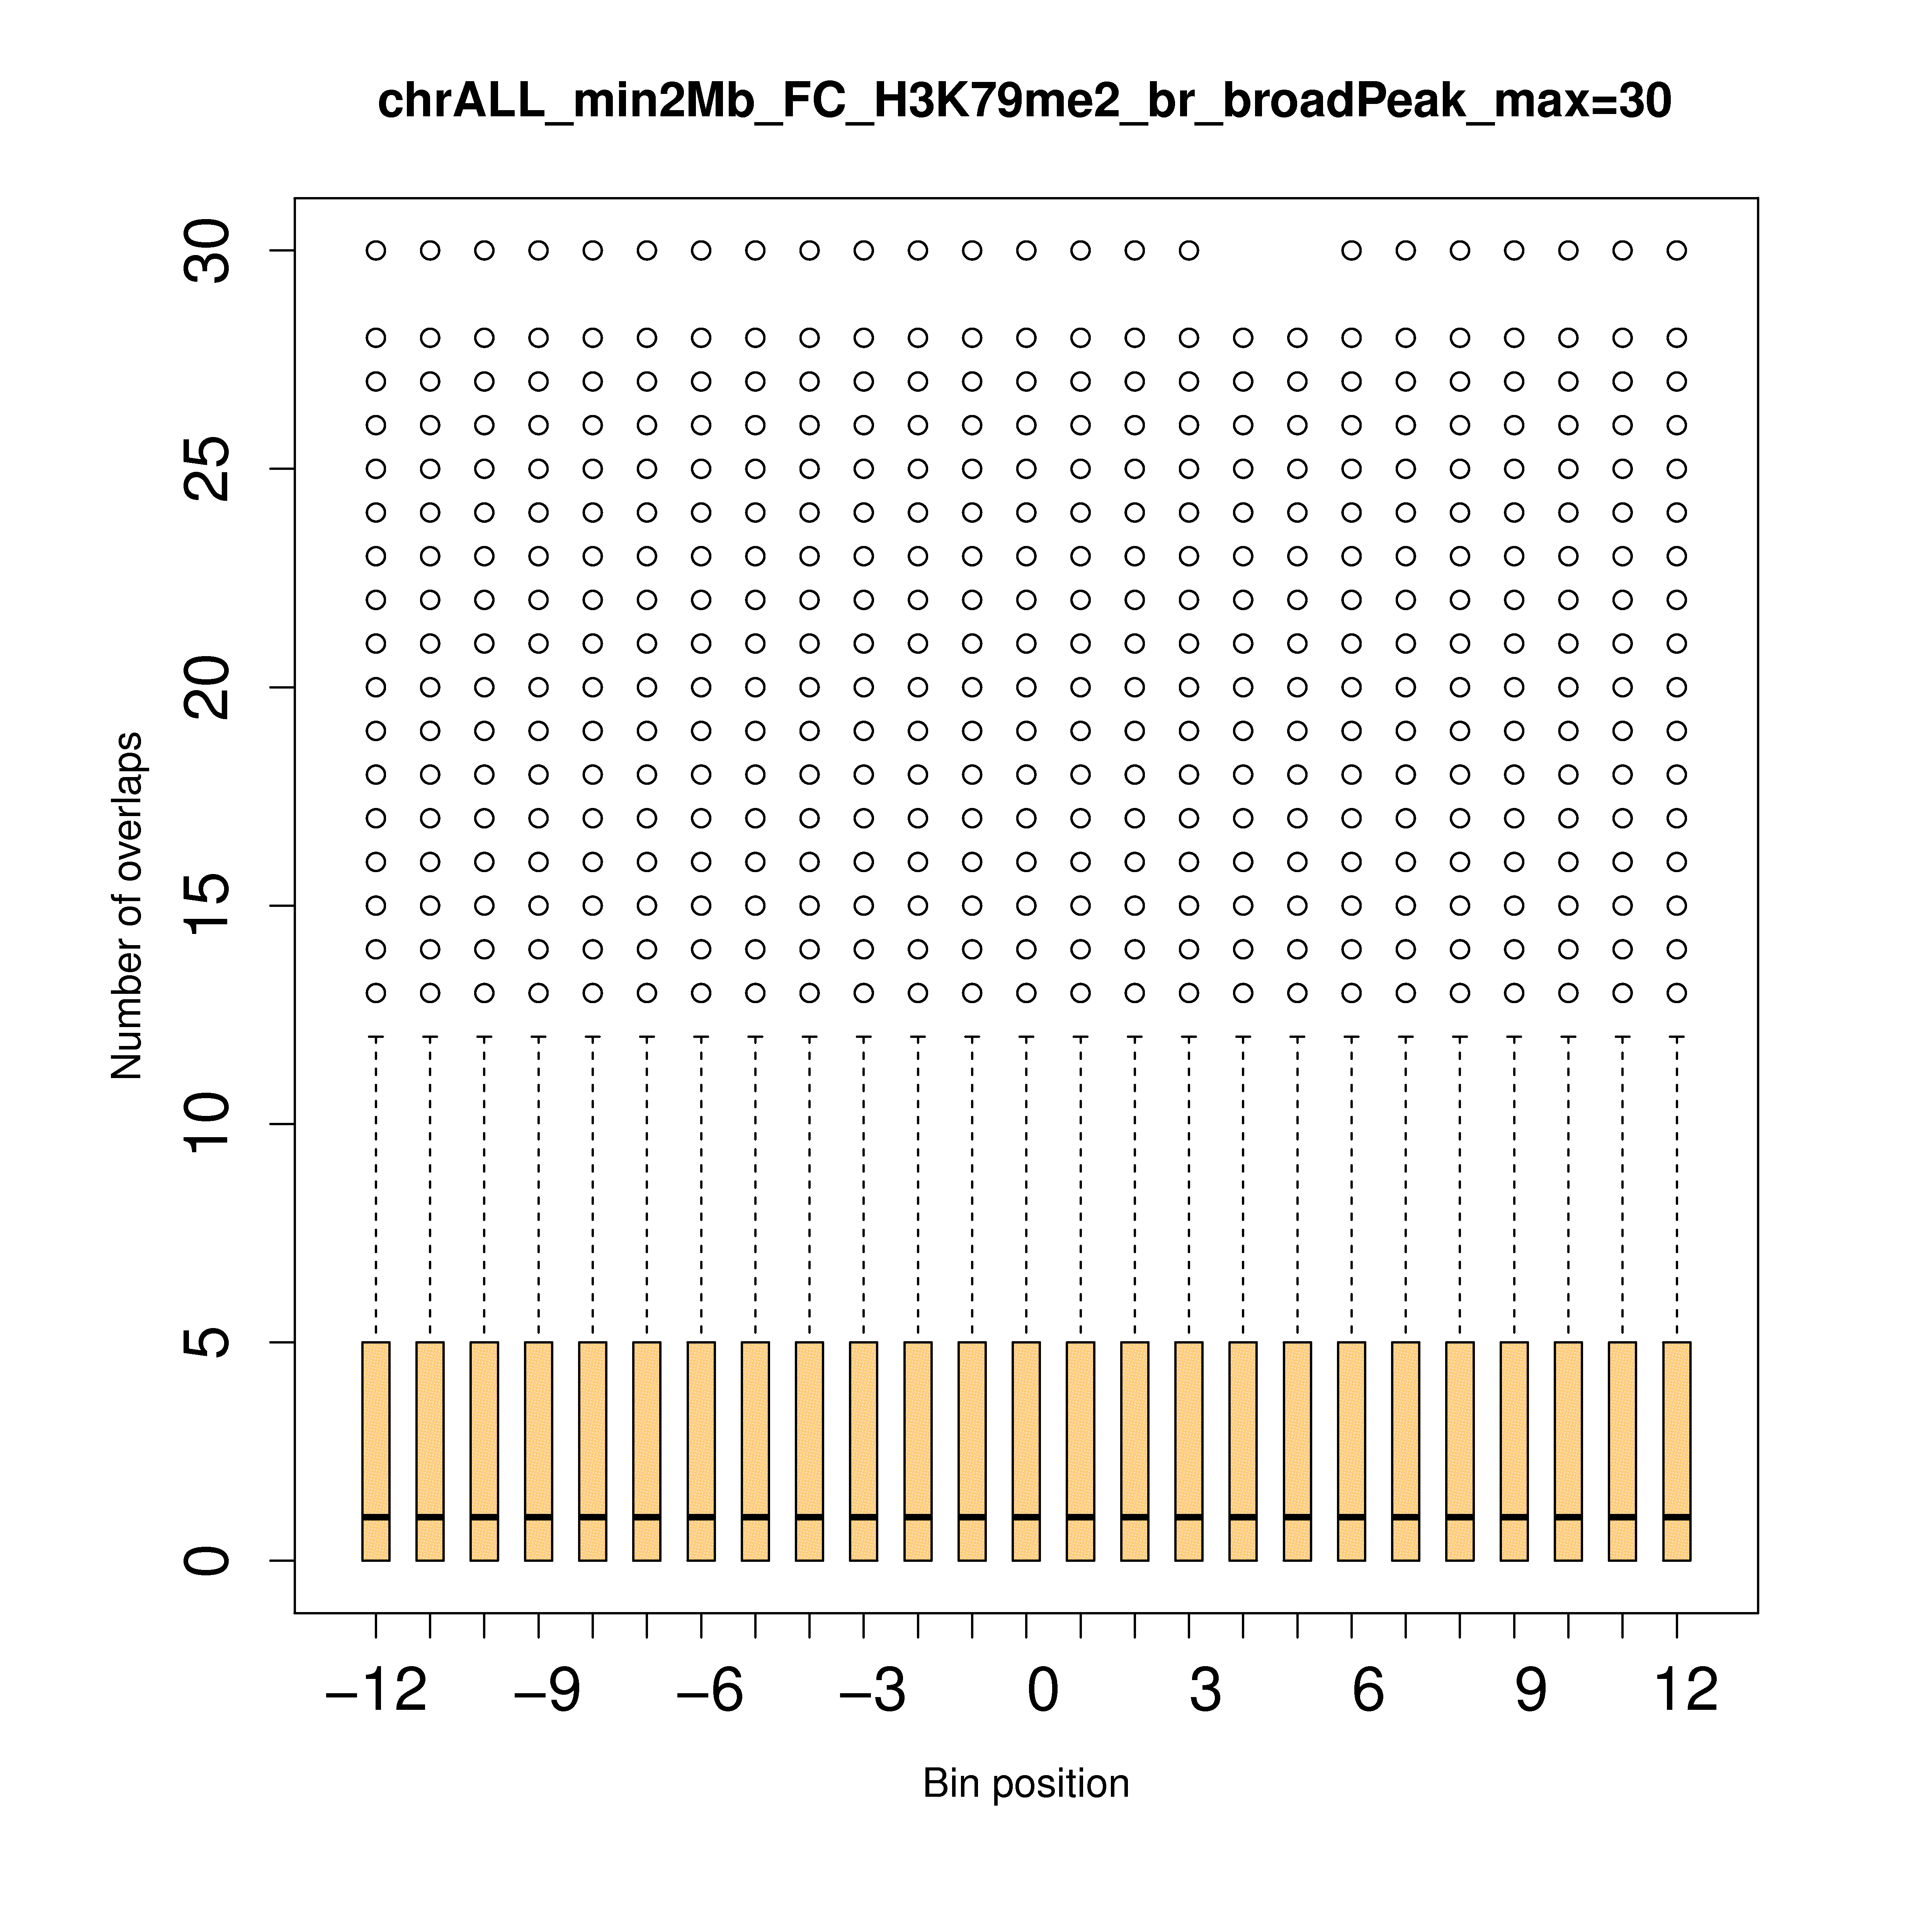 chrALL_min2Mb_FC_H3K79me2_br_broadPeak_max=30
30
25
20
15
10
5
0
Number of overlaps
−12 −9 −6 −3 0 3 6 9 12
Bin position